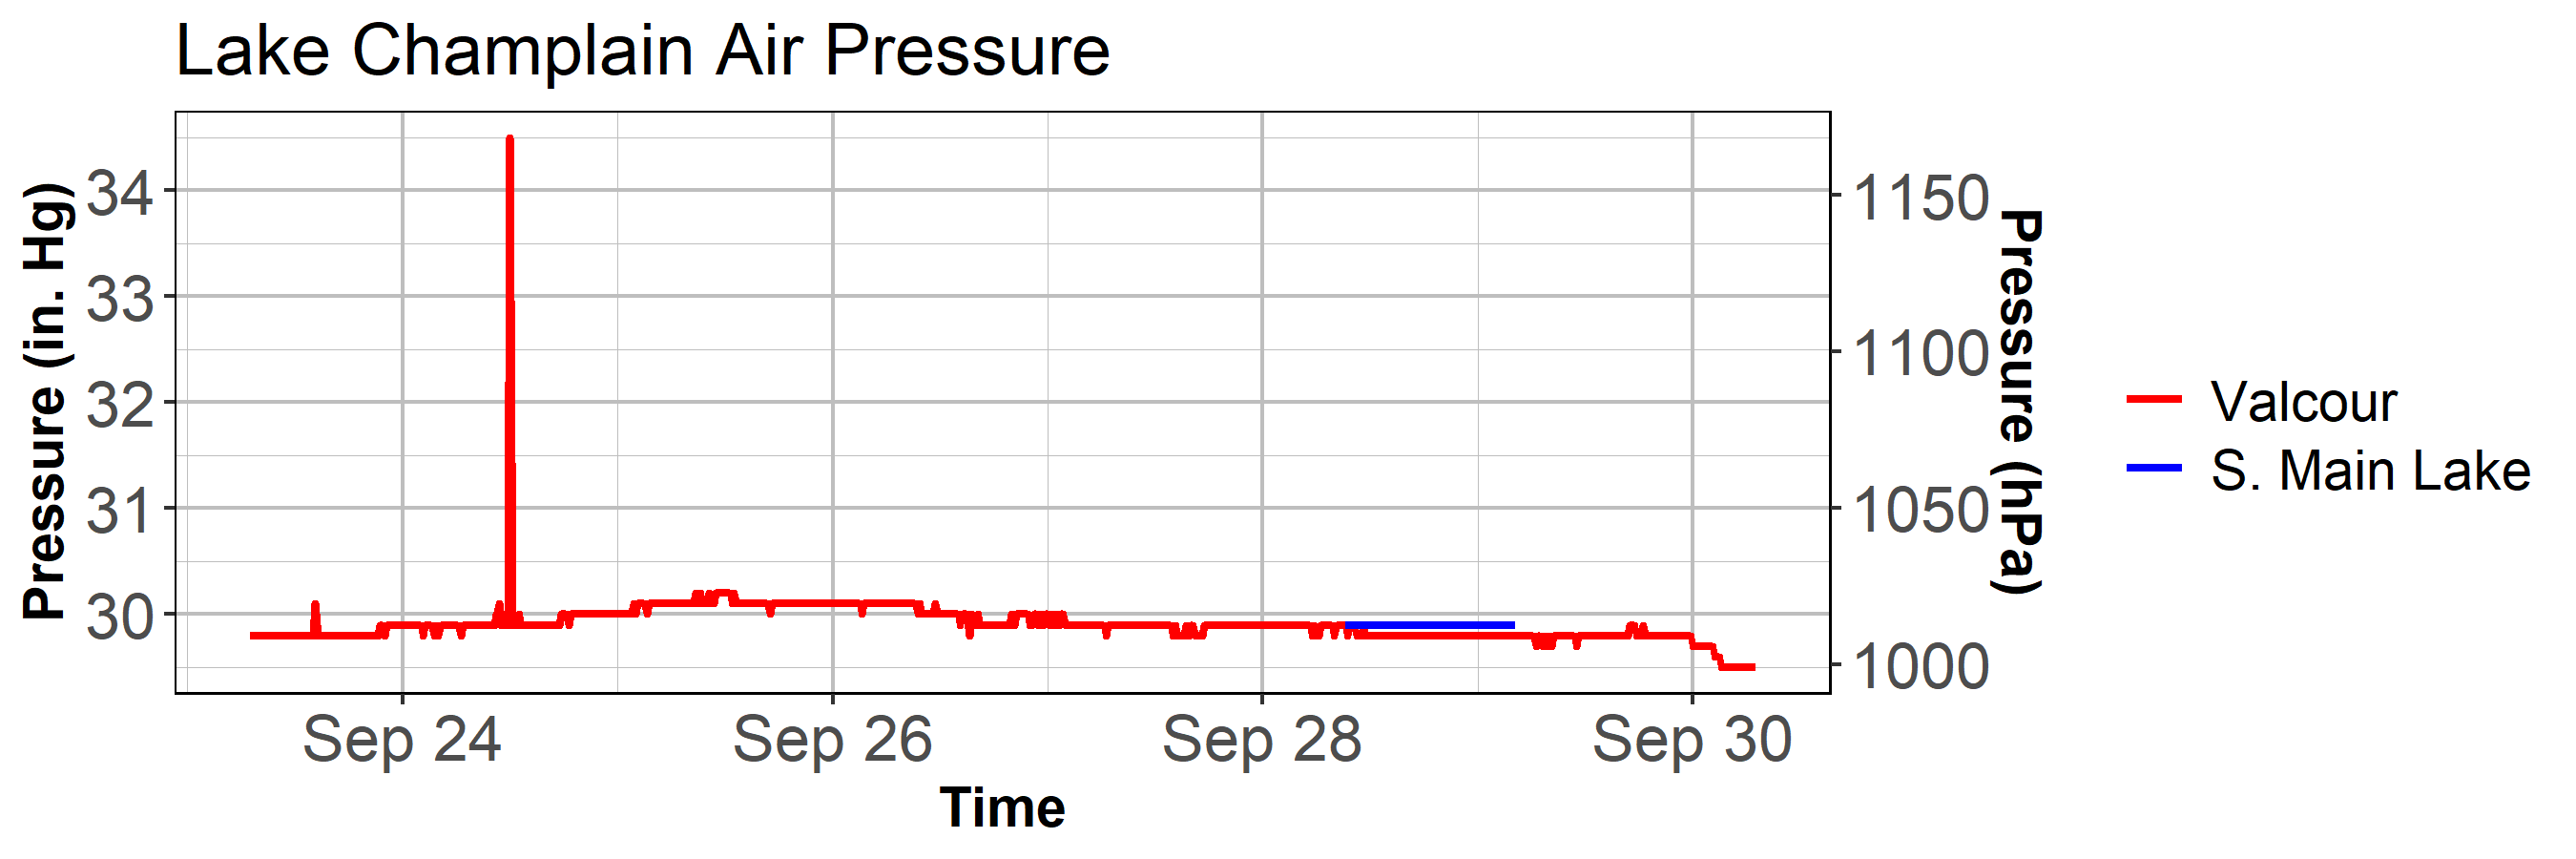 Lake Champlain Air Pressure
Pressure (in. Hg)
34
33
32
31
30
1150
1100
1050
1000
Pressure (hPa)
Sep 24
Sep 26
Sep 28
Sep 30
Time
Valcour
S. Main Lake